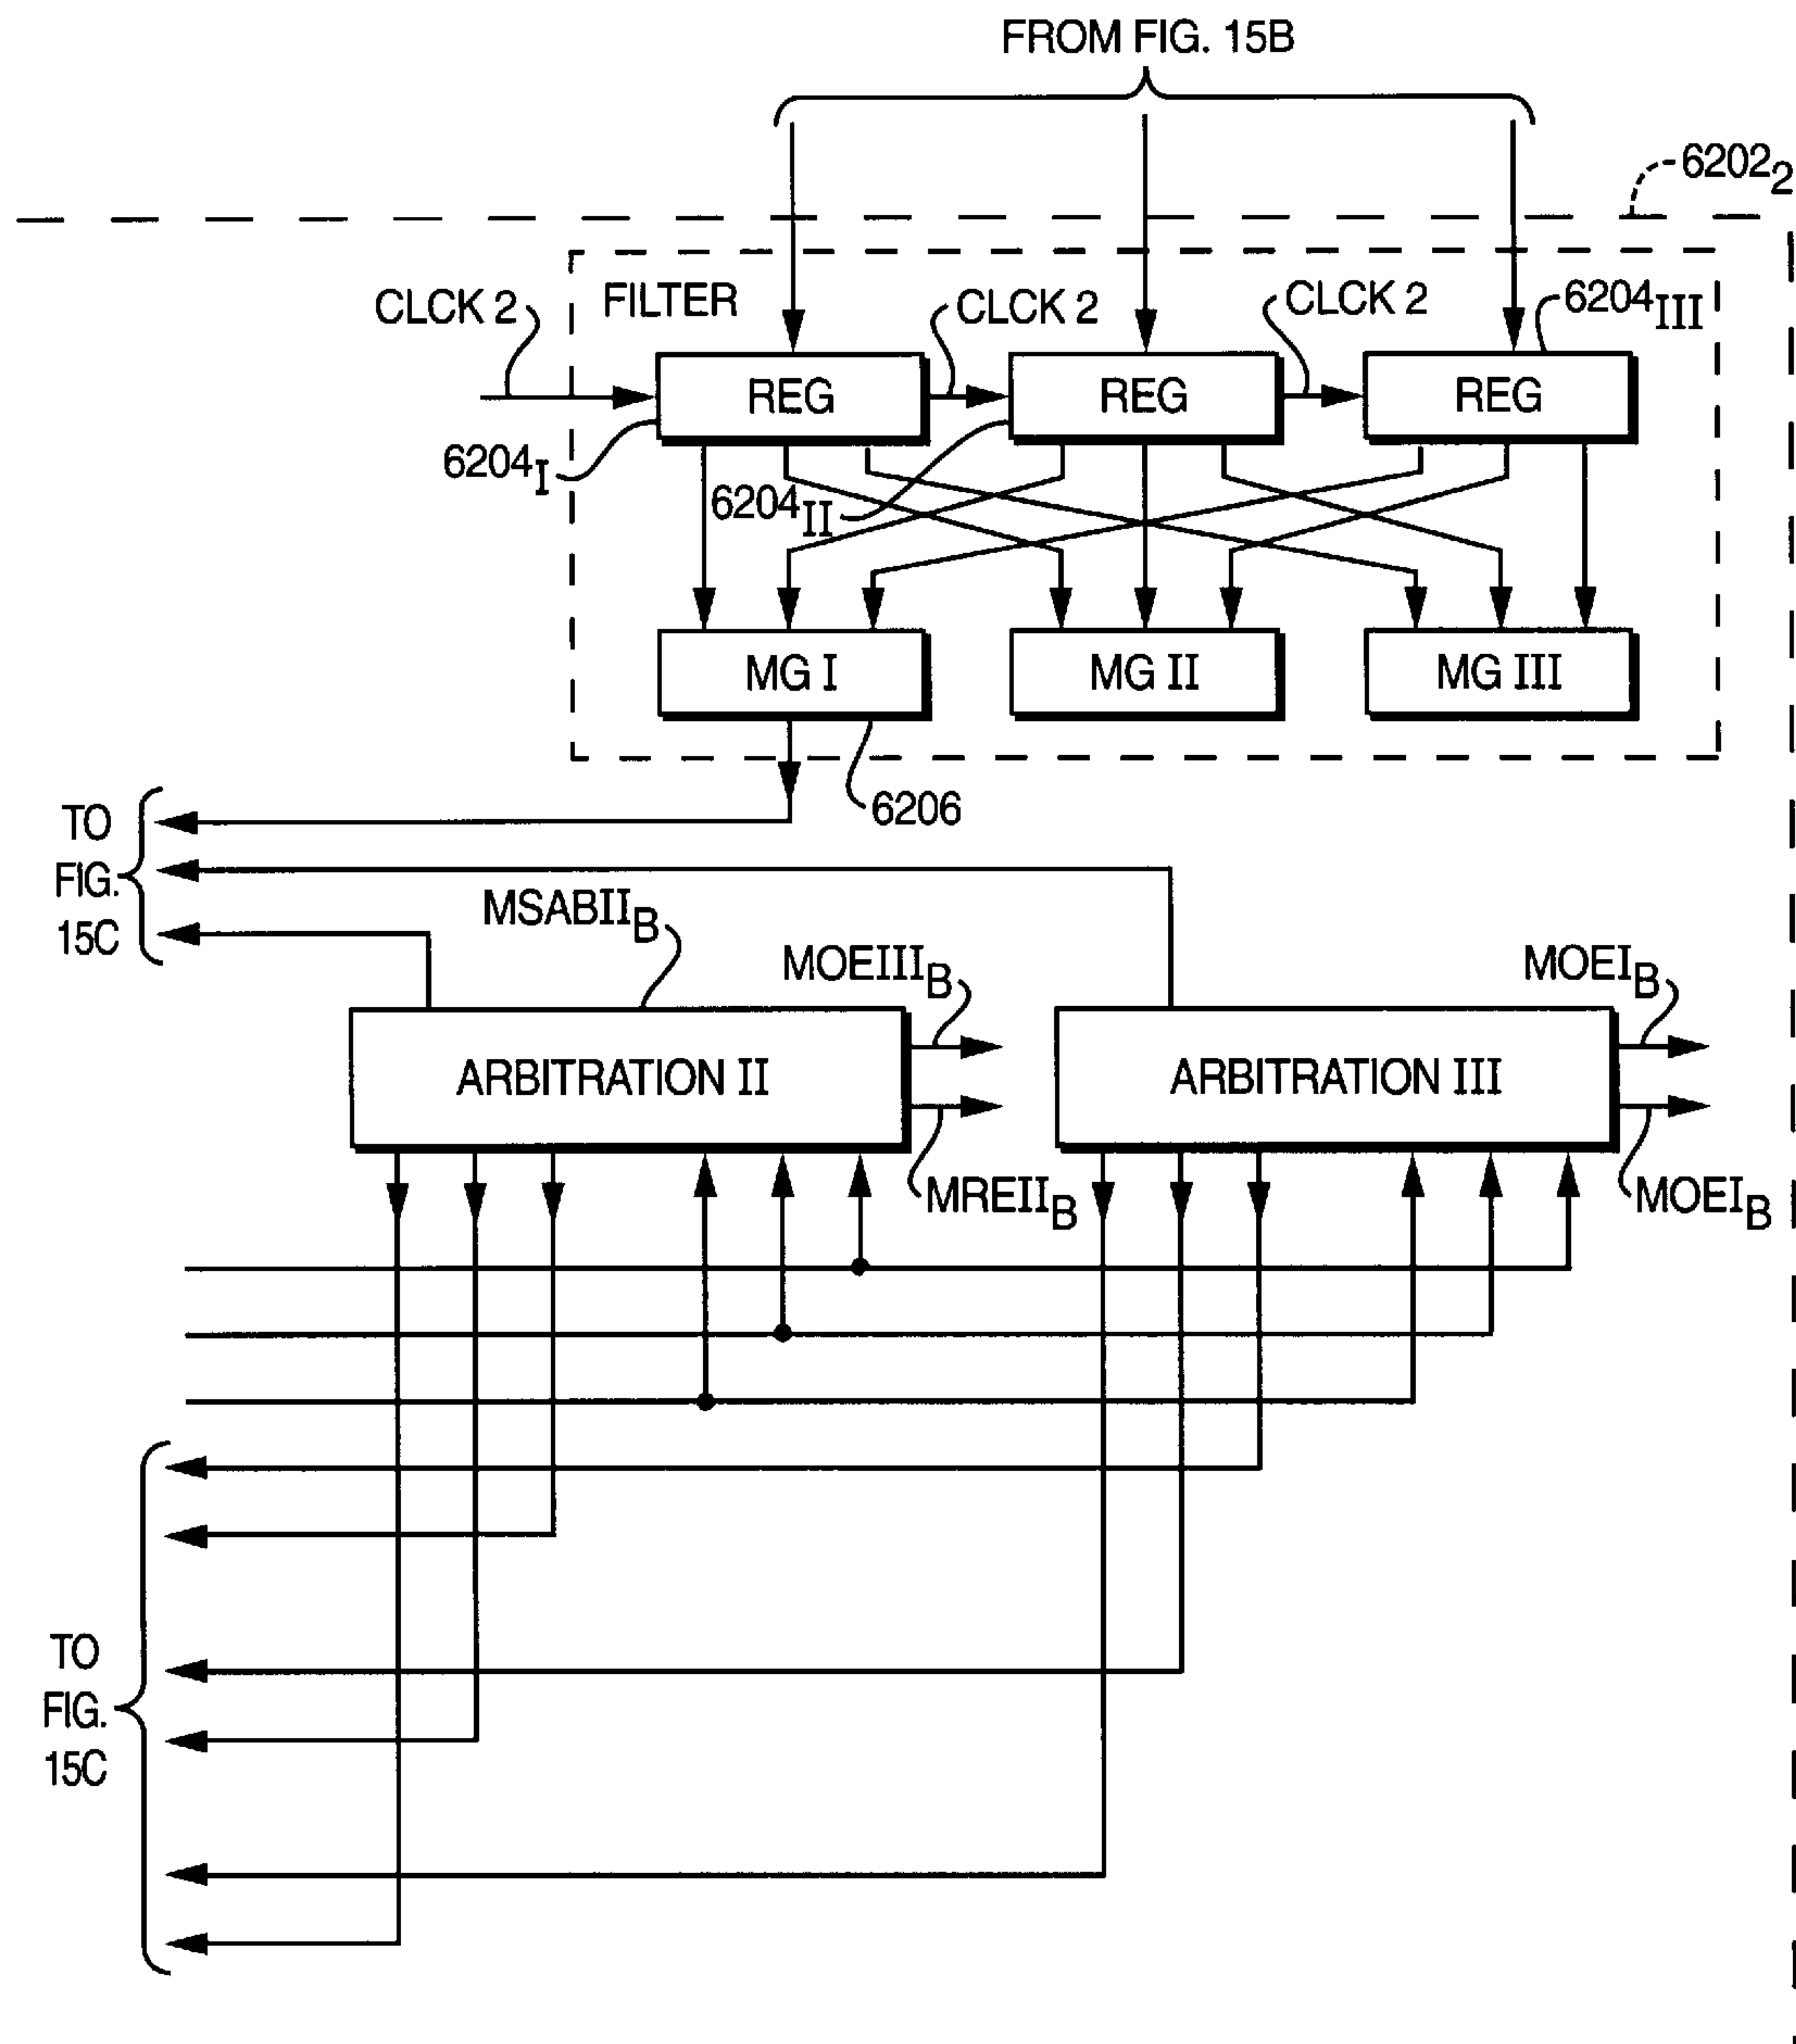 FROM FIG. 15B
6202₂
CLCK 2
FILTER
CLCK 2
CLCK 2
6204III
REG
REG
REG
6204I
6204II
MG I
MG II
MG III
6206
TO
FIG.
15C
MSABIIB
MOEIIIB
MOEIB
ARBITRATION II
ARBITRATION III
MREIIB
MOEIB
TO
FIG.
15C